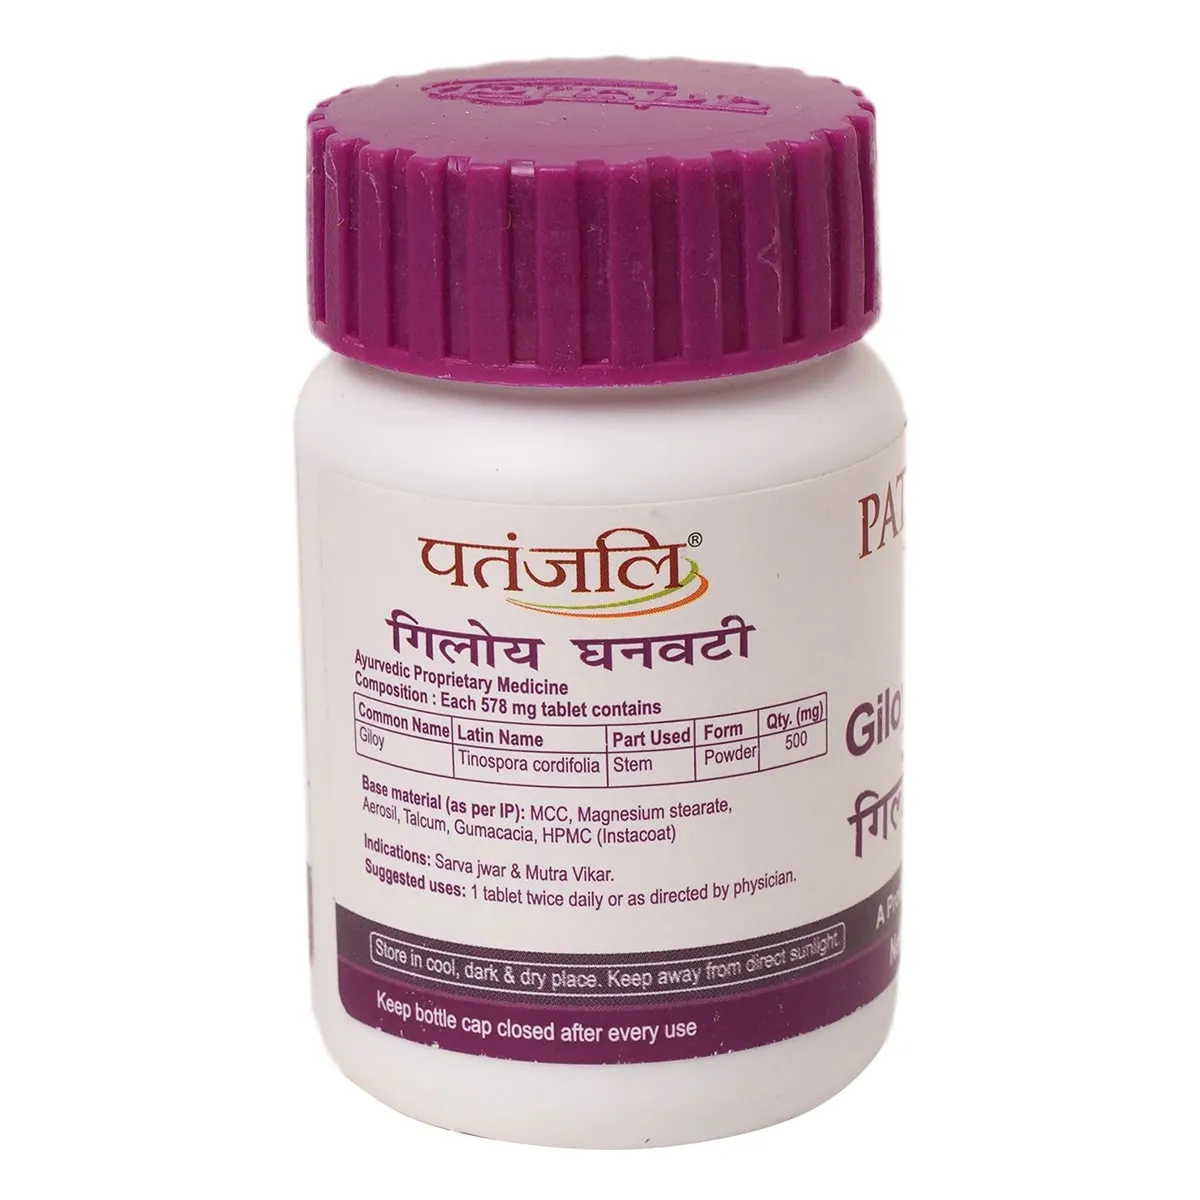 पतंजलि®
गिलोय घनवटी
Ayurvedic Proprietary Medicine
Composition : Each 578 mg tablet contains
Common Name Latin Name Part Used Form Qty. (mg)
Giloy Tinospora cordifolia Stem Powder 500
Base material (as per IP): MCC, Magnesium stearate,
Aerosil, Talcum, Gumacacia, HPMC (Instacoat)
Indications: Sarva jwar & Mutra Vikar.
Suggested uses: 1 tablet twice daily or as directed by physician.
Store in cool, dark & dry place. Keep away from direct sunlight.
Keep bottle cap closed after every use